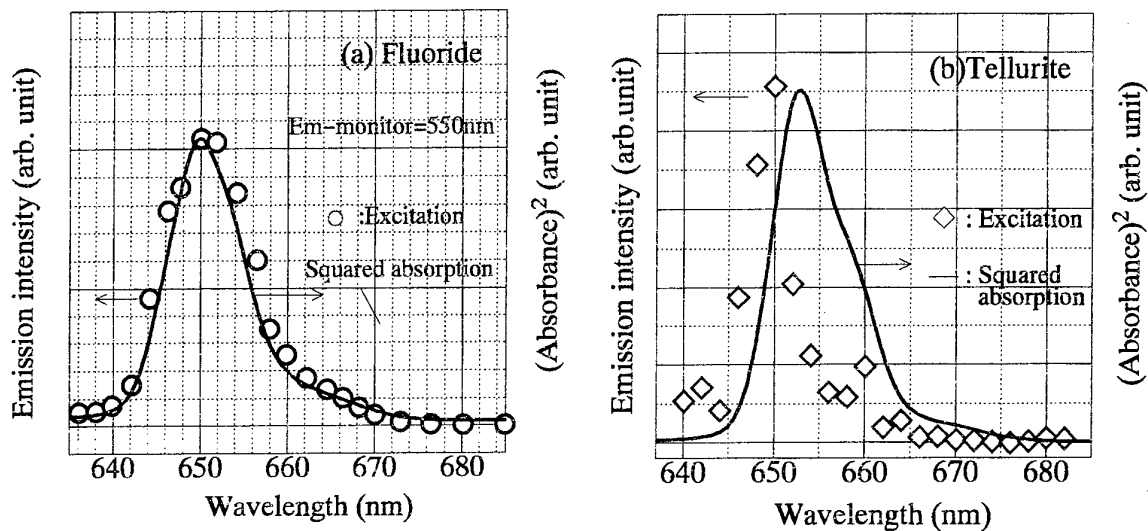 (a) Fluoride
Em-monitor=550nm
○ :Excitation
Squared absorption
Emission intensity (arb. unit)
(Absorbance)² (arb. unit)
640 650 660 670 680
Wavelength (nm)
(b)Tellurite
◇ : Excitation
— : Squared
absorption
Emission intensity (arb.unit)
(Absorbance)² (arb. unit)
640 650 660 670 680
Wavelength (nm)